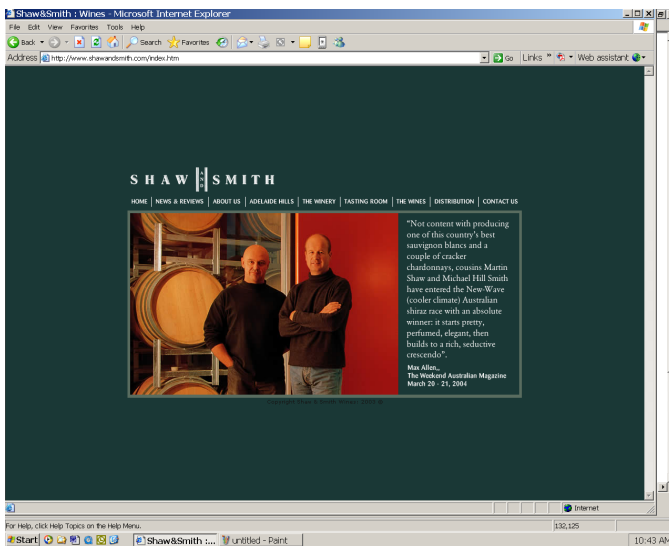 Shaw&Smith : Wines - Microsoft Internet Explorer
File Edit View Favorites Tools Help
Back Search Favorites
Address http://www.shawandsmith.com/index.htm Go Links » Web assistant
SHAW AND SMITH
HOME | NEWS & REVIEWS | ABOUT US | ADELAIDE HILLS | THE WINERY | TASTING ROOM | THE WINES | DISTRIBUTION | CONTACT US
"Not content with producing
one of this country's best
sauvignon blancs and a
couple of cracker
chardonnays, cousins Martin
Shaw and Michael Hill Smith
have entered the New-Wave
(cooler climate) Australian
shiraz race with an absolute
winner: it starts pretty,
perfumed, elegant, then
builds to a rich, seductive
crescendo".
Max Allen,,
The Weekend Australian Magazine
March 20 - 21, 2004
Copyright Shaw & Smith Wines
Internet
For Help, click Help Topics on the Help Menu. 132,125
Start Shaw&Smith :... untitled - Paint 10:43 AM